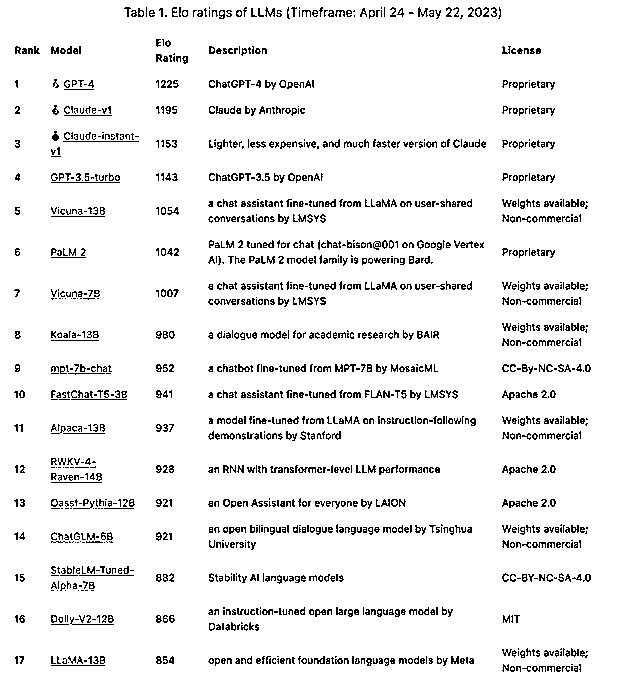 Table 1. Elo ratings of LLMs (Timeframe: April 24 - May 22, 2023)
Rank Model Elo Rating Description License
1 GPT-4 1225 ChatGPT-4 by OpenAI Proprietary
2 Claude-v1 1195 Claude by Anthropic Proprietary
3 Claude-instant-v1 1153 Lighter, less expensive, and much faster version of Claude Proprietary
4 GPT-3.5-turbo 1143 ChatGPT-3.5 by OpenAI Proprietary
5 Vicuna-13B 1054 a chat assistant fine-tuned from LLaMA on user-shared conversations by LMSYS Weights available; Non-commercial
6 PaLM 2 1042 PaLM 2 tuned for chat (chat-bison@001 on Google Vertex AI). The PaLM 2 model family is powering Bard. Proprietary
7 Vicuna-7B 1007 a chat assistant fine-tuned from LLaMA on user-shared conversations by LMSYS Weights available; Non-commercial
8 Koala-13B 980 a dialogue model for academic research by BAIR Weights available; Non-commercial
9 mpt-7b-chat 952 a chatbot fine-tuned from MPT-7B by MosaicML CC-By-NC-SA-4.0
10 FastChat-T5-3B 941 a chat assistant fine-tuned from FLAN-T5 by LMSYS Apache 2.0
11 Alpaca-13B 937 a model fine-tuned from LLaMA on instruction-following demonstrations by Stanford Weights available; Non-commercial
12 RWKV-4-Raven-14B 928 an RNN with transformer-level LLM performance Apache 2.0
13 Oasst-Pythia-12B 921 an Open Assistant for everyone by LAION Apache 2.0
14 ChatGLM-6B 921 an open bilingual dialogue language model by Tsinghua University Weights available; Non-commercial
15 StableLM-Tuned-Alpha-7B 882 Stability AI language models CC-BY-NC-SA-4.0
16 Dolly-V2-12B 866 an instruction-tuned open large language model by Databricks MIT
17 LLaMA-13B 854 open and efficient foundation language models by Meta Weights available; Non-commercial